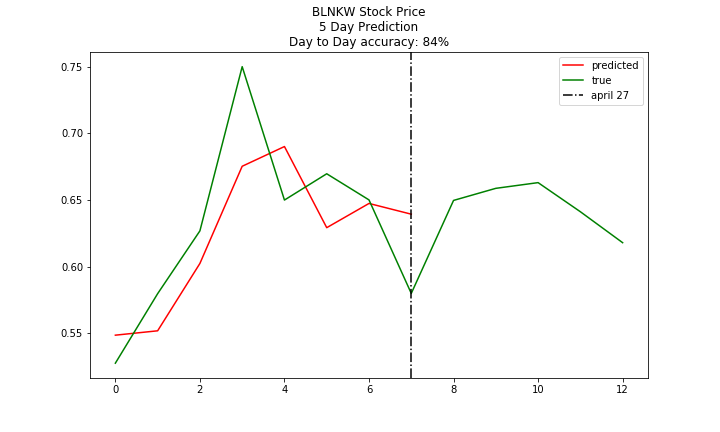 BLNKW Stock Price
5 Day Prediction
Day to Day accuracy: 84%
predicted
true
april 27
0.75
0.70
0.65
0.60
0.55
0 2 4 6 8 10 12